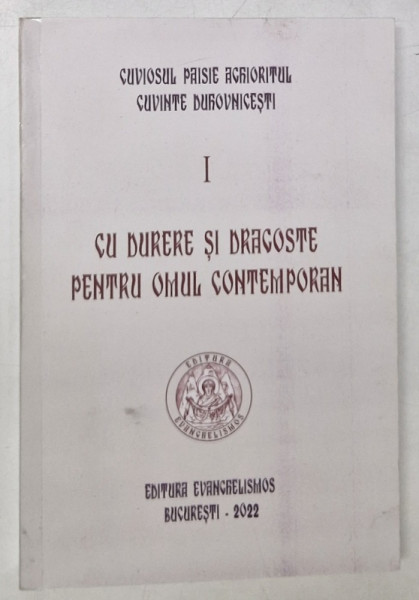 CUVIOSUL PAISIE AGHIORITUL
CUVINTE DUHOVNICEȘTI
I
CU DURERE ȘI DRAGOSTE
PENTRU OMUL CONTEMPORAN
EDITURA
EVANGHELISMOS
EDITURA EVANGHELISMOS
BUCUREȘTI - 2022